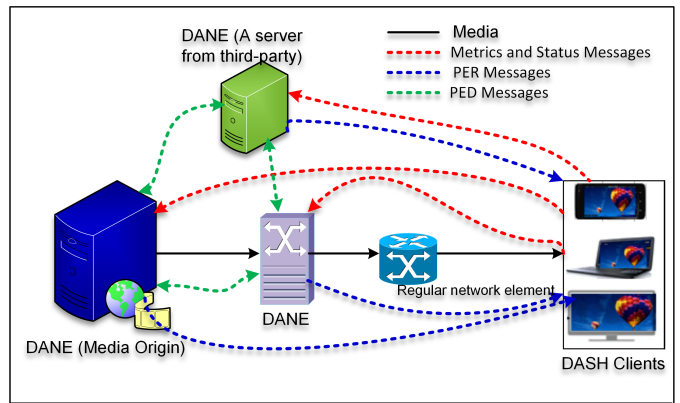 DANE (A server
from third-party)
Media
Metrics and Status Messages
PER Messages
PED Messages
Regular network element
DANE
DANE (Media Origin)
DASH Clients